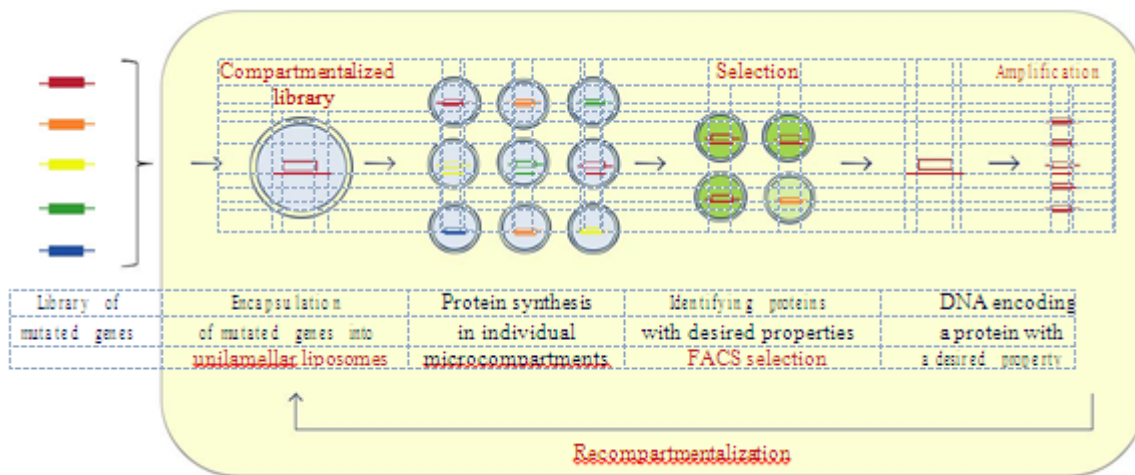 Compartmentalized
library
Selection
Amplification
Library of
mutated genes
Encapsulation
of mutated genes into
unilamellar liposomes
Protein synthesis
in individual
microcompartments.
Identifying proteins
with desired properties
FACS selection
DNA encoding
a protein with
a desired property
Recompartmentalization